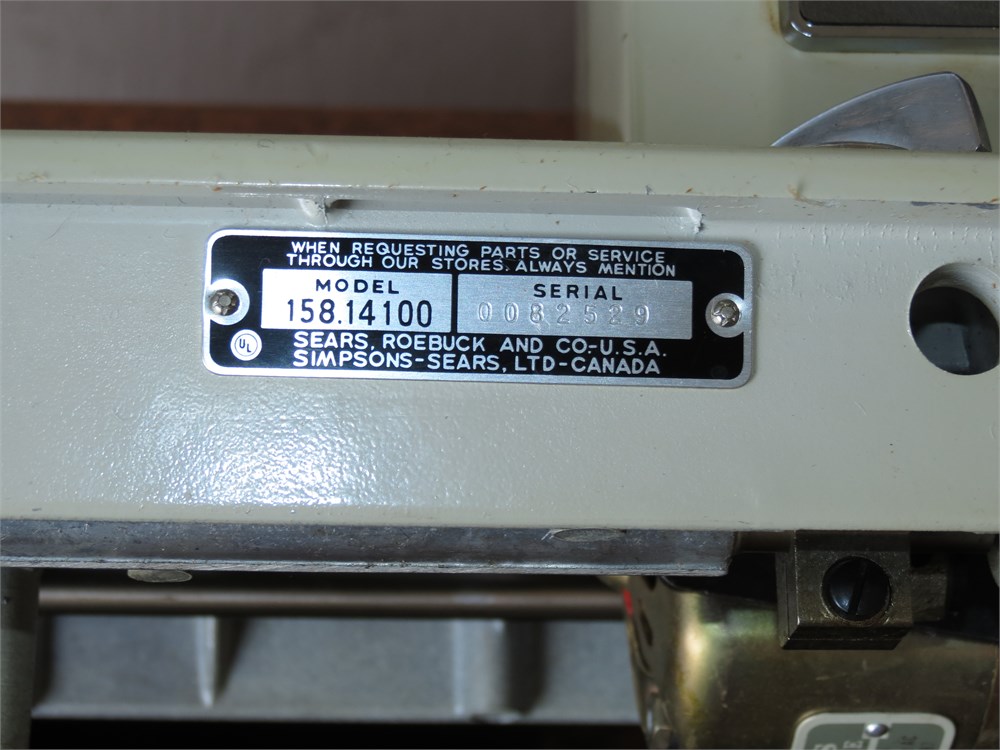 WHEN REQUESTING PARTS OR SERVICE
THROUGH OUR STORES, ALWAYS MENTION
MODEL
158.14100
SERIAL
0082529
UL
SEARS, ROEBUCK AND CO.-U.S.A.
SIMPSONS-SEARS, LTD-CANADA